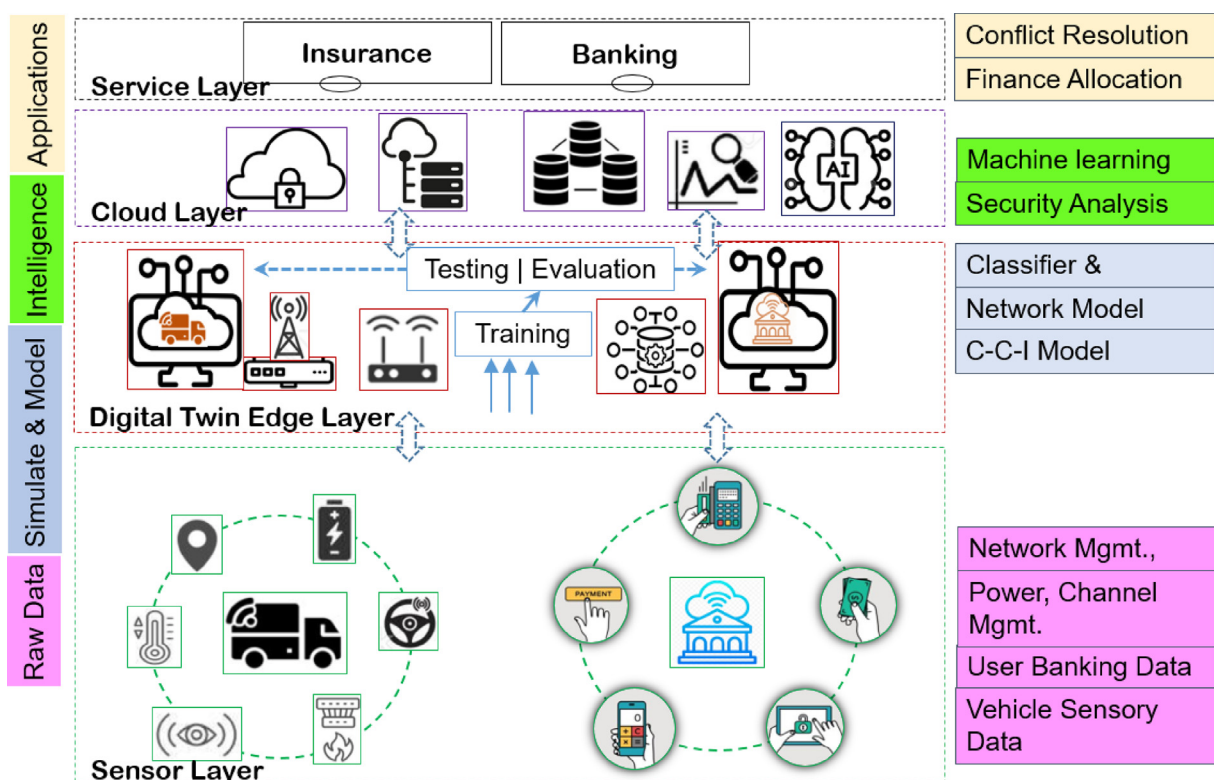 Applications
Intelligence
Simulate & Model
Raw Data
Insurance
Banking
Service Layer
Cloud Layer
AI
Testing | Evaluation
Training
Digital Twin Edge Layer
PAYMENT
Sensor Layer
Conflict Resolution
Finance Allocation
Machine learning
Security Analysis
Classifier &
Network Model
C-C-I Model
Network Mgmt.,
Power, Channel
Mgmt.
User Banking Data
Vehicle Sensory
Data